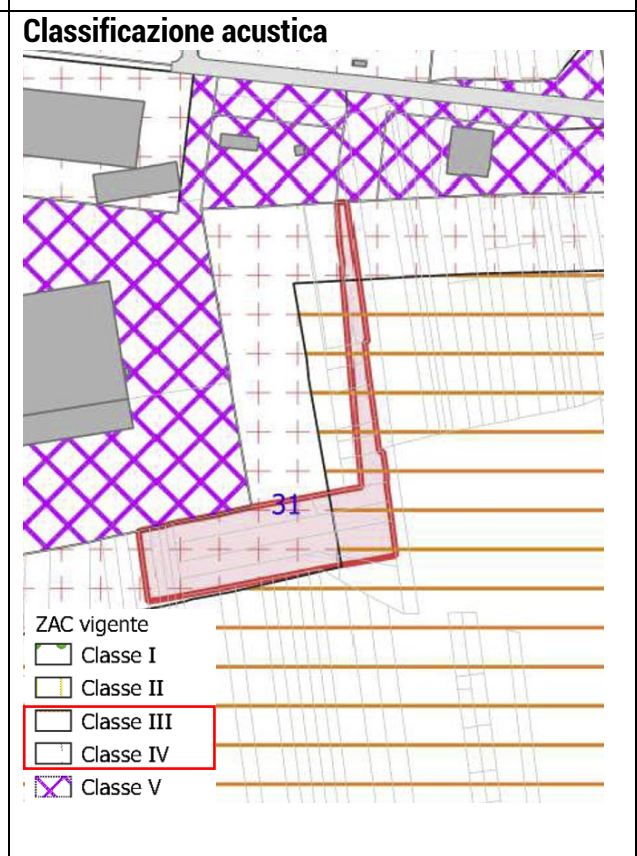 Classificazione acustica
31
ZAC vigente
Classe I
Classe II
Classe III
Classe IV
Classe V